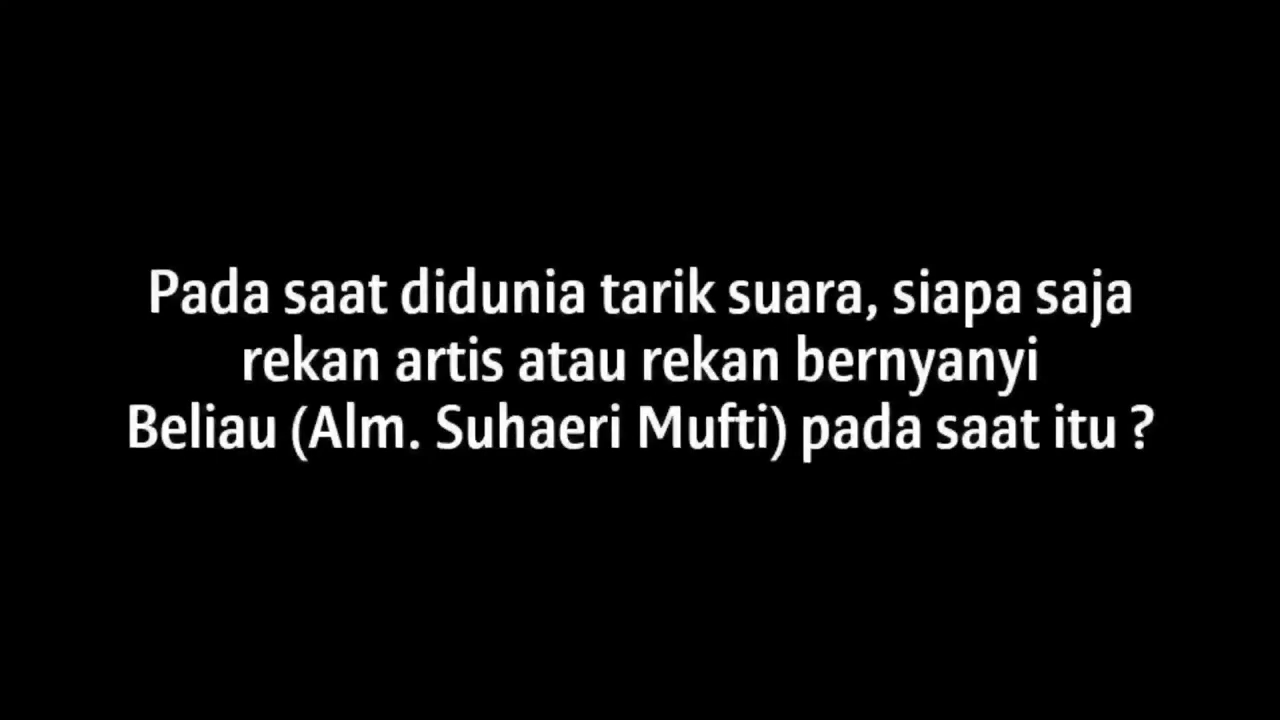 Pada saat didunia tarik suara, siapa saja
rekan artis atau rekan bernyanyi
Beliau (Alm. Suhaeri Mufti) pada saat itu ?